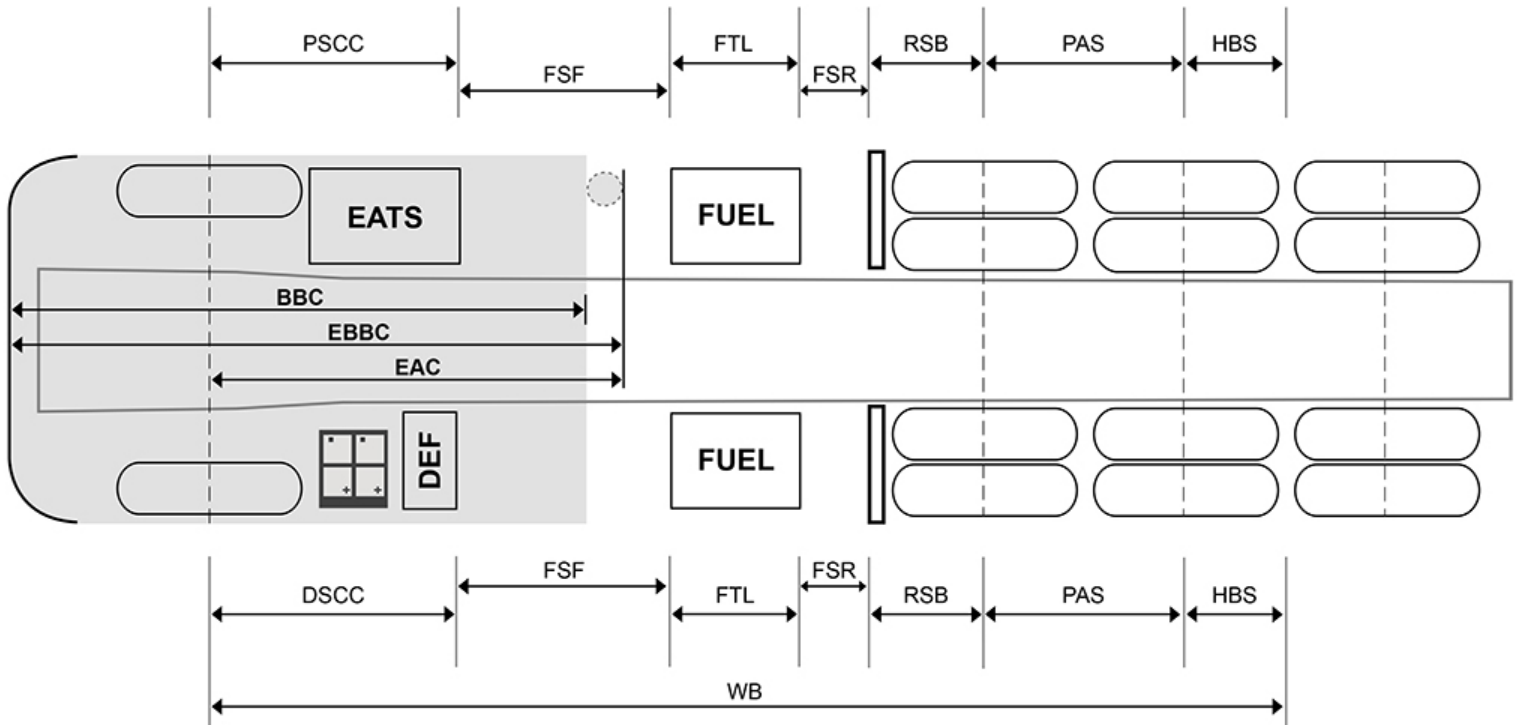 PSCC
FTL
RSB
PAS
HBS
FSF
FSR
EATS
FUEL
BBC
EBBC
EAC
DEF
+ +
FUEL
FSF
FSR
DSCC
FTL
RSB
PAS
HBS
WB